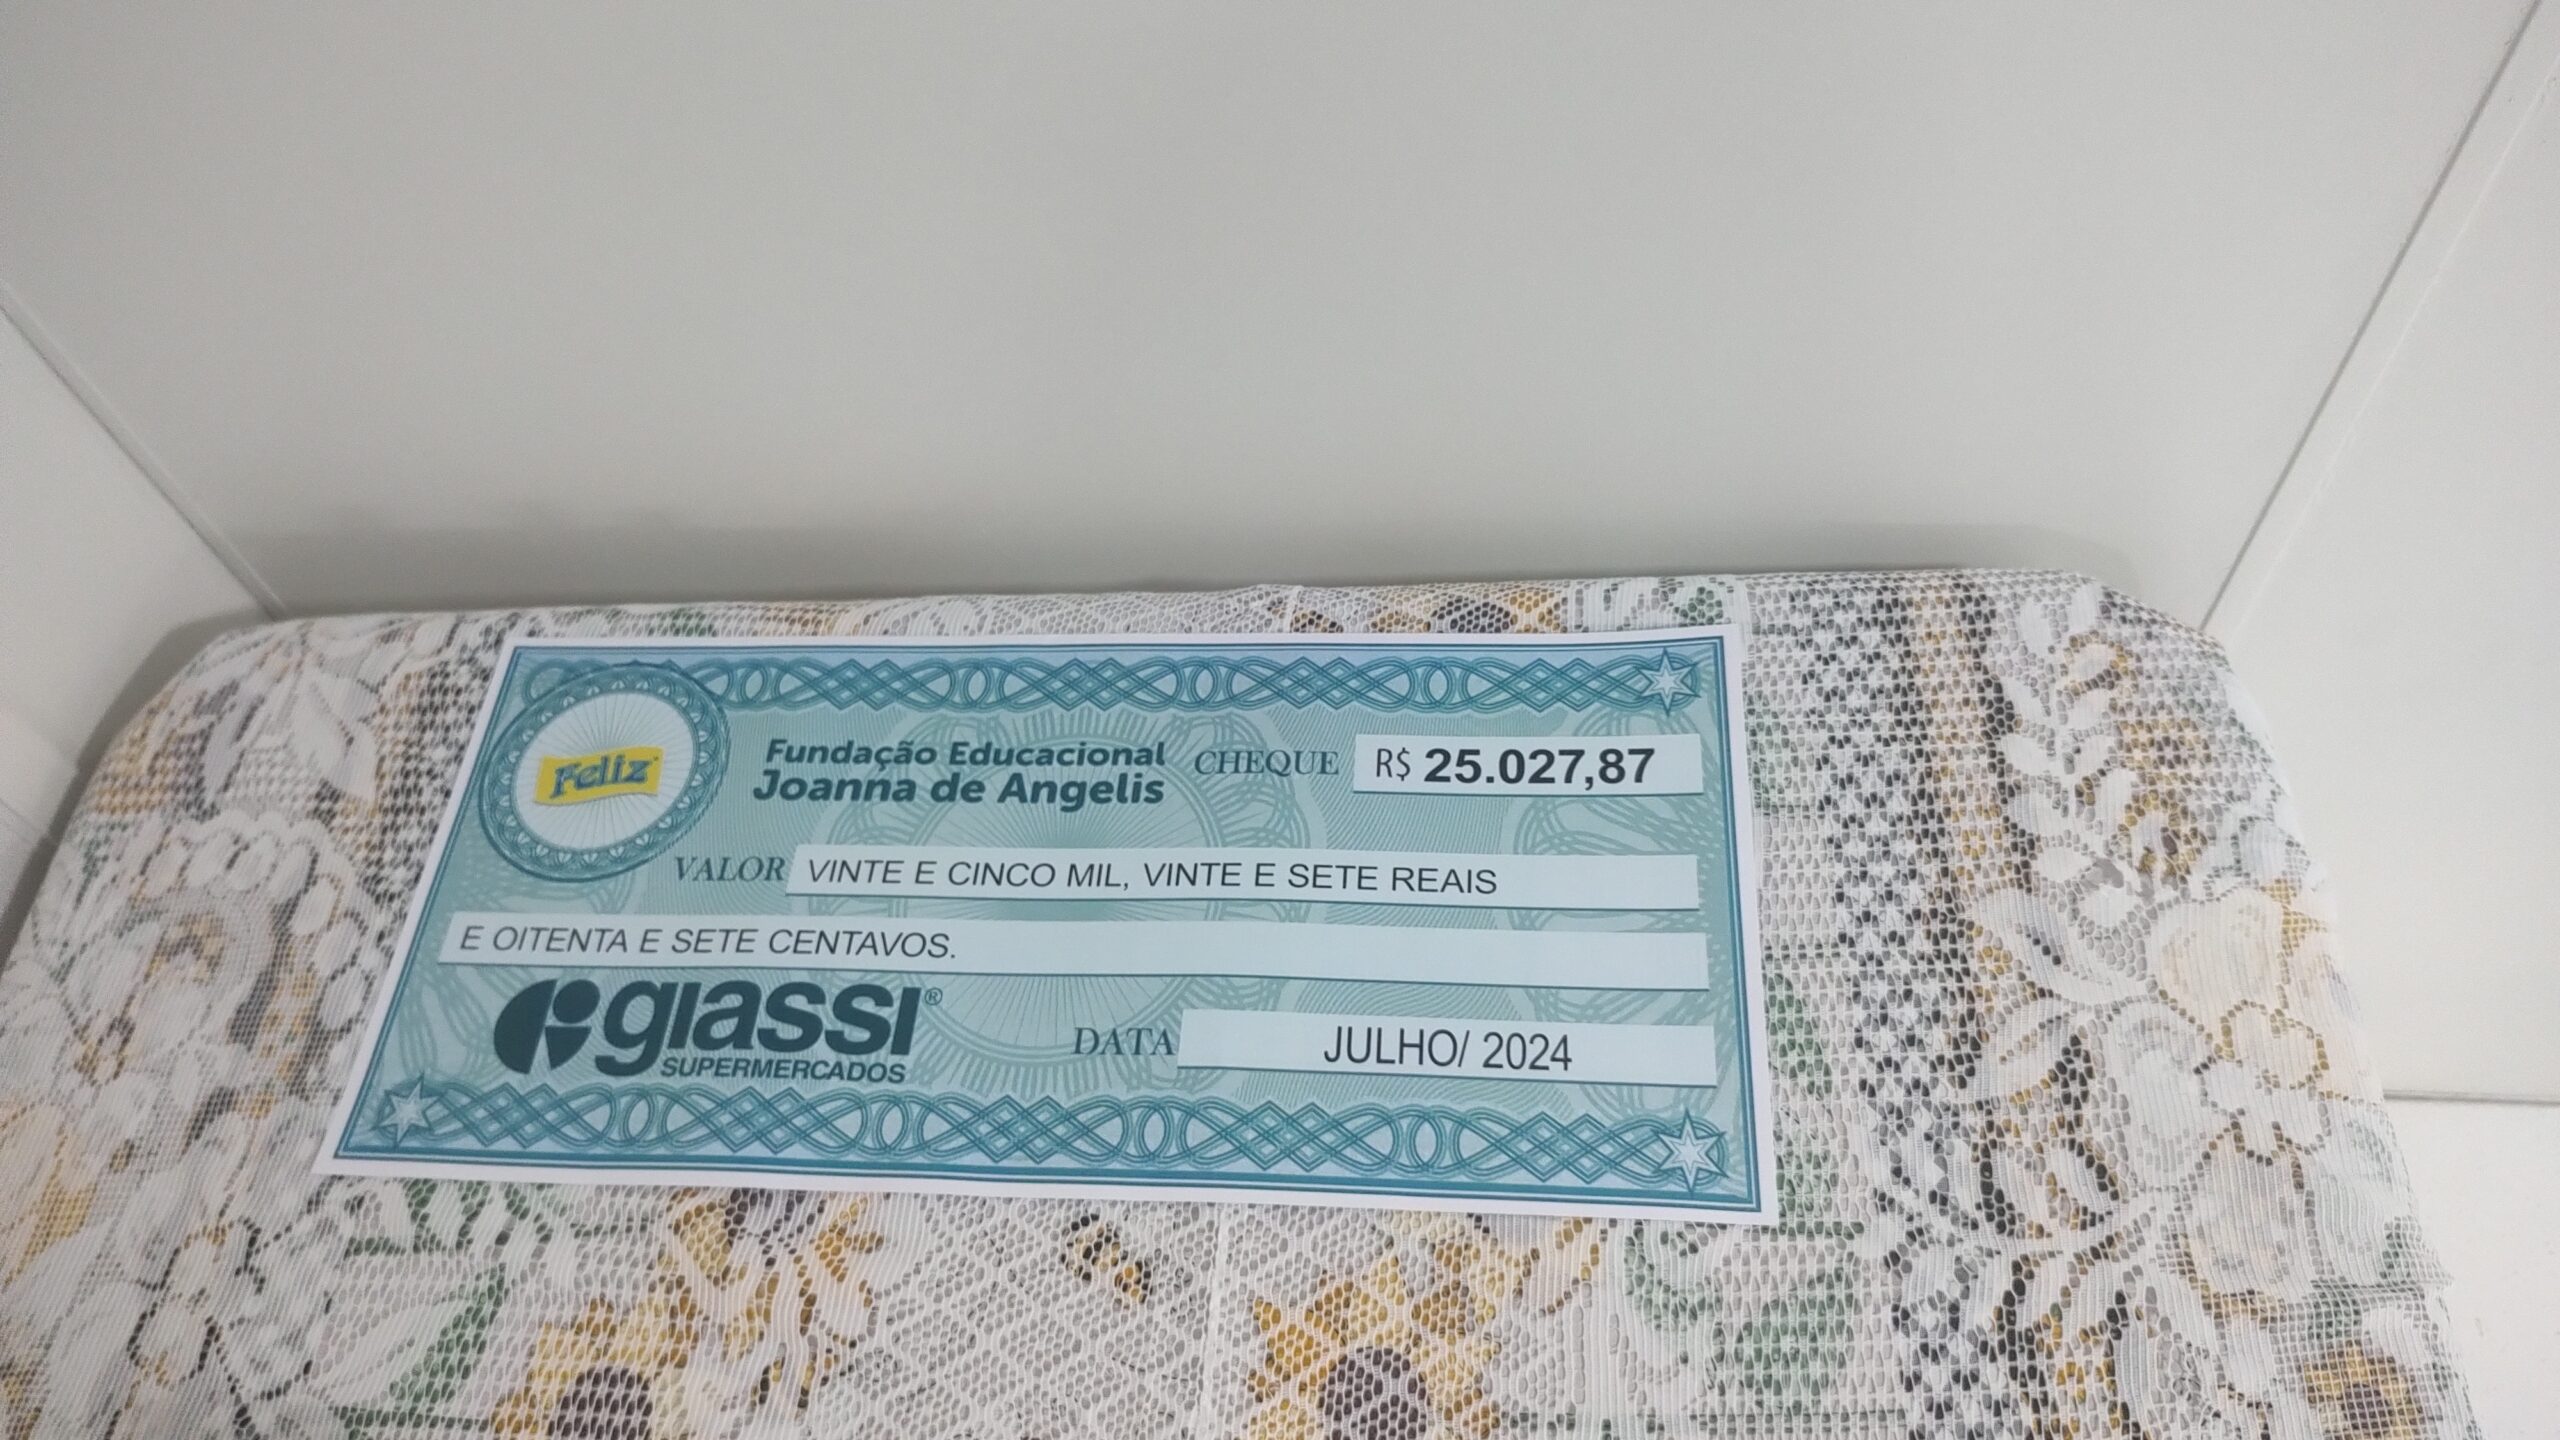 Feliz
Fundação Educacional
Joanna de Angelis
CHEQUE R$ 25.027,87
VALOR VINTE E CINCO MIL, VINTE E SETE REAIS
E OITENTA E SETE CENTAVOS.
giassi®
SUPERMERCADOS
DATA JULHO/ 2024